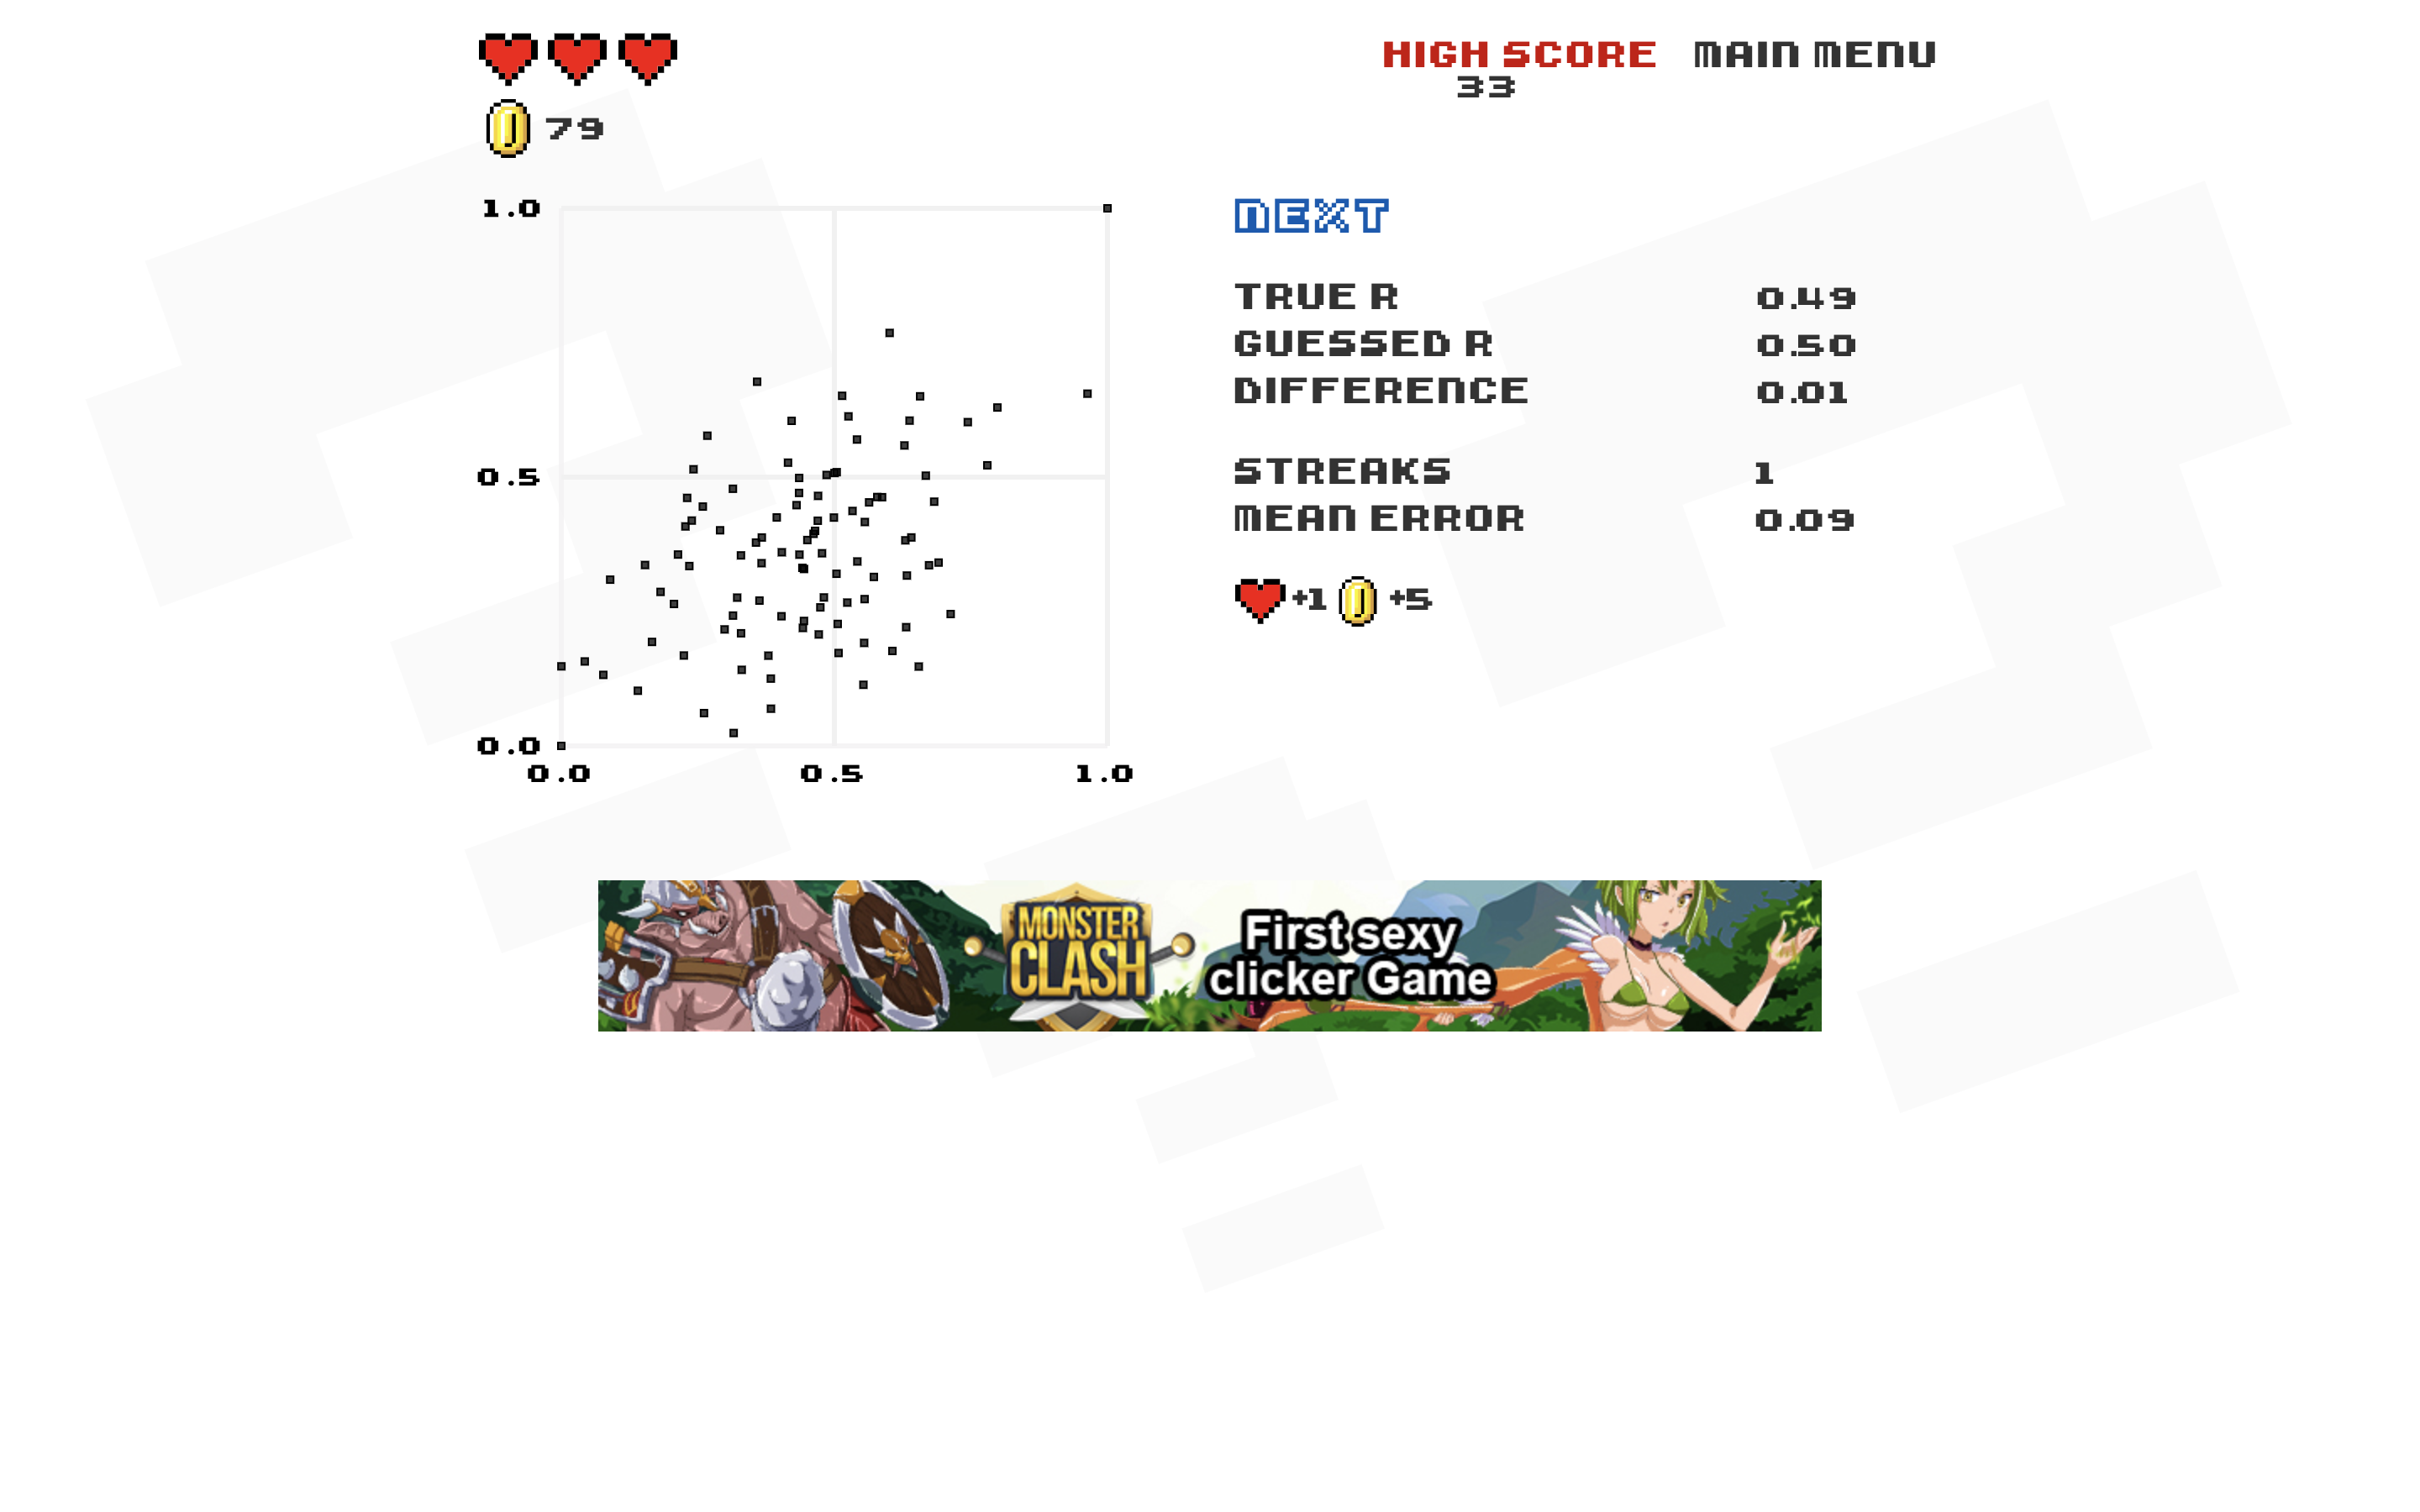 HIGH SCORE MAIN MENU
33
79
1.0
0.5
0.0
0.0 0.5 1.0
NEXT
TRUE R 0.49
GUESSED R 0.50
DIFFERENCE 0.01
STREAKS 1
MEAN ERROR 0.09
+1 +5
MONSTER
CLASH
First sexy
clicker Game